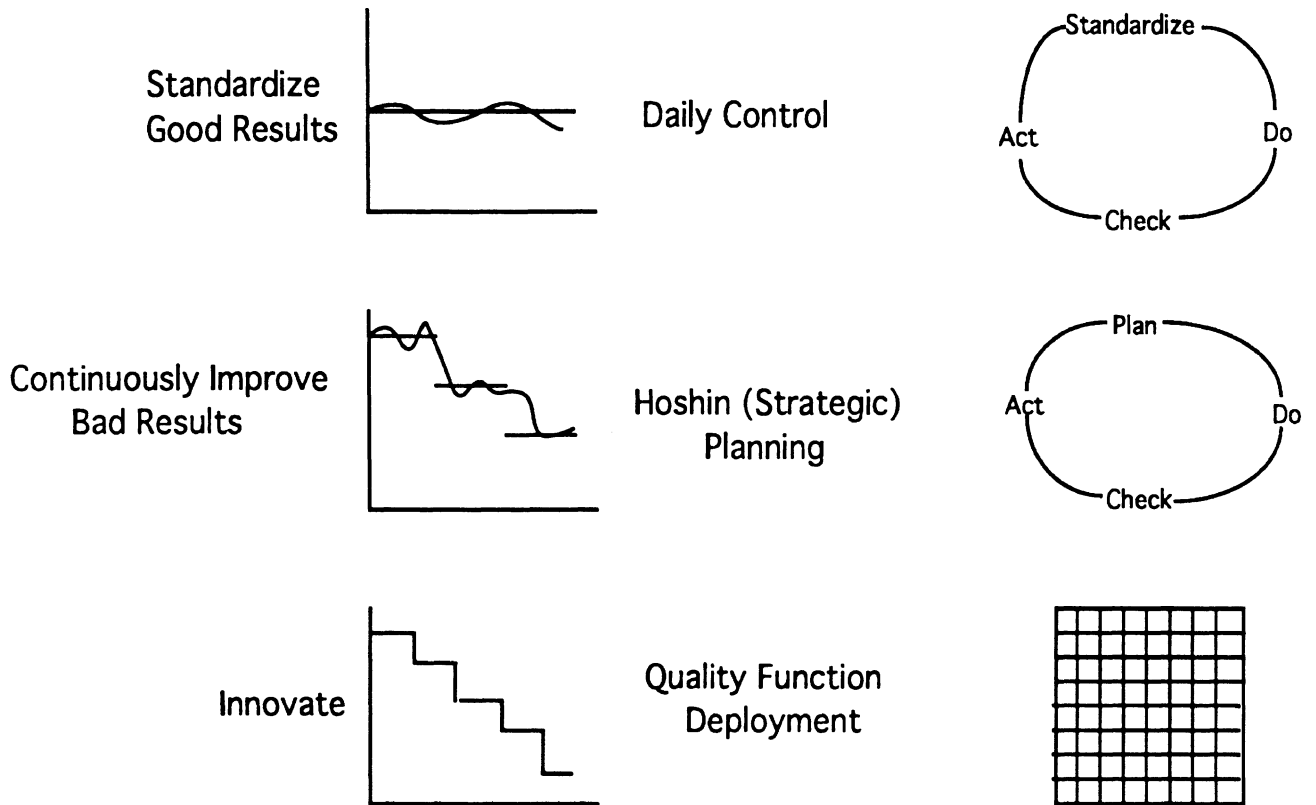 Standardize
Good Results
Daily Control
Standardize
Act
Do
Check
Continuously Improve
Bad Results
Hoshin (Strategic)
Planning
Plan
Act
Do
Check
Innovate
Quality Function
Deployment